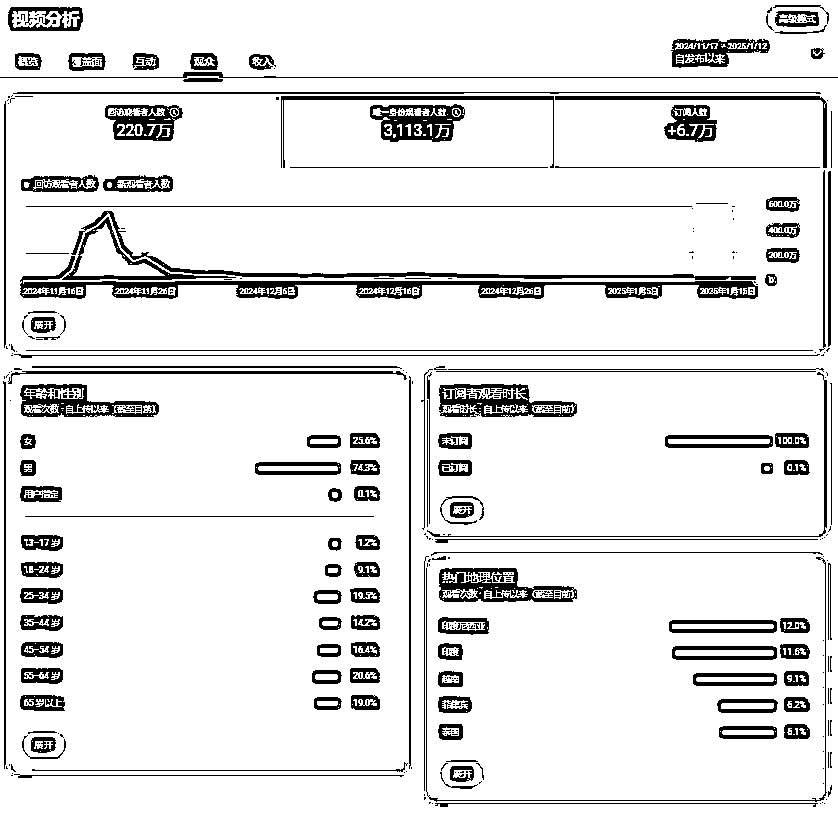 视频分析
高级模式
概览 覆盖面 互动 观众 收入
2024/11/17 – 2025/1/12
自发布以来
回访观看者人数
220.7万
唯一身份观看者人数
3,113.1万
订阅人数
+6.7万
回访观看者人数 新观看者人数
600.0万
400.0万
200.0万
0
2024年11月16日 2024年11月26日 2024年12月6日 2024年12月16日 2024年12月26日 2025年1月5日 2025年1月15日
展开
年龄和性别
观看次数 · 自上传以来（截至目前）
女 25.6%
男 74.3%
用户指定 0.1%
13–17 岁 1.2%
18–24 岁 9.1%
25–34 岁 19.5%
35–44 岁 14.2%
45–54 岁 16.4%
55–64 岁 20.6%
65 岁以上 19.0%
展开
订阅者观看时长
观看时长 · 自上传以来（截至目前）
未订阅 100.0%
已订阅 0.1%
展开
热门地理位置
观看次数 · 自上传以来（截至目前）
印度尼西亚 12.0%
印度 11.6%
越南 9.1%
菲律宾 6.2%
泰国 6.1%
展开